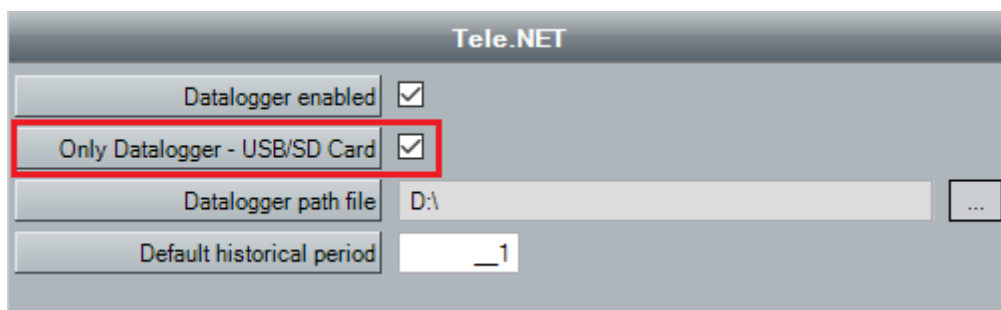 Tele.NET
Datalogger enabled
Only Datalogger - USB/SD Card
Datalogger path file D:\ ...
Default historical period __1